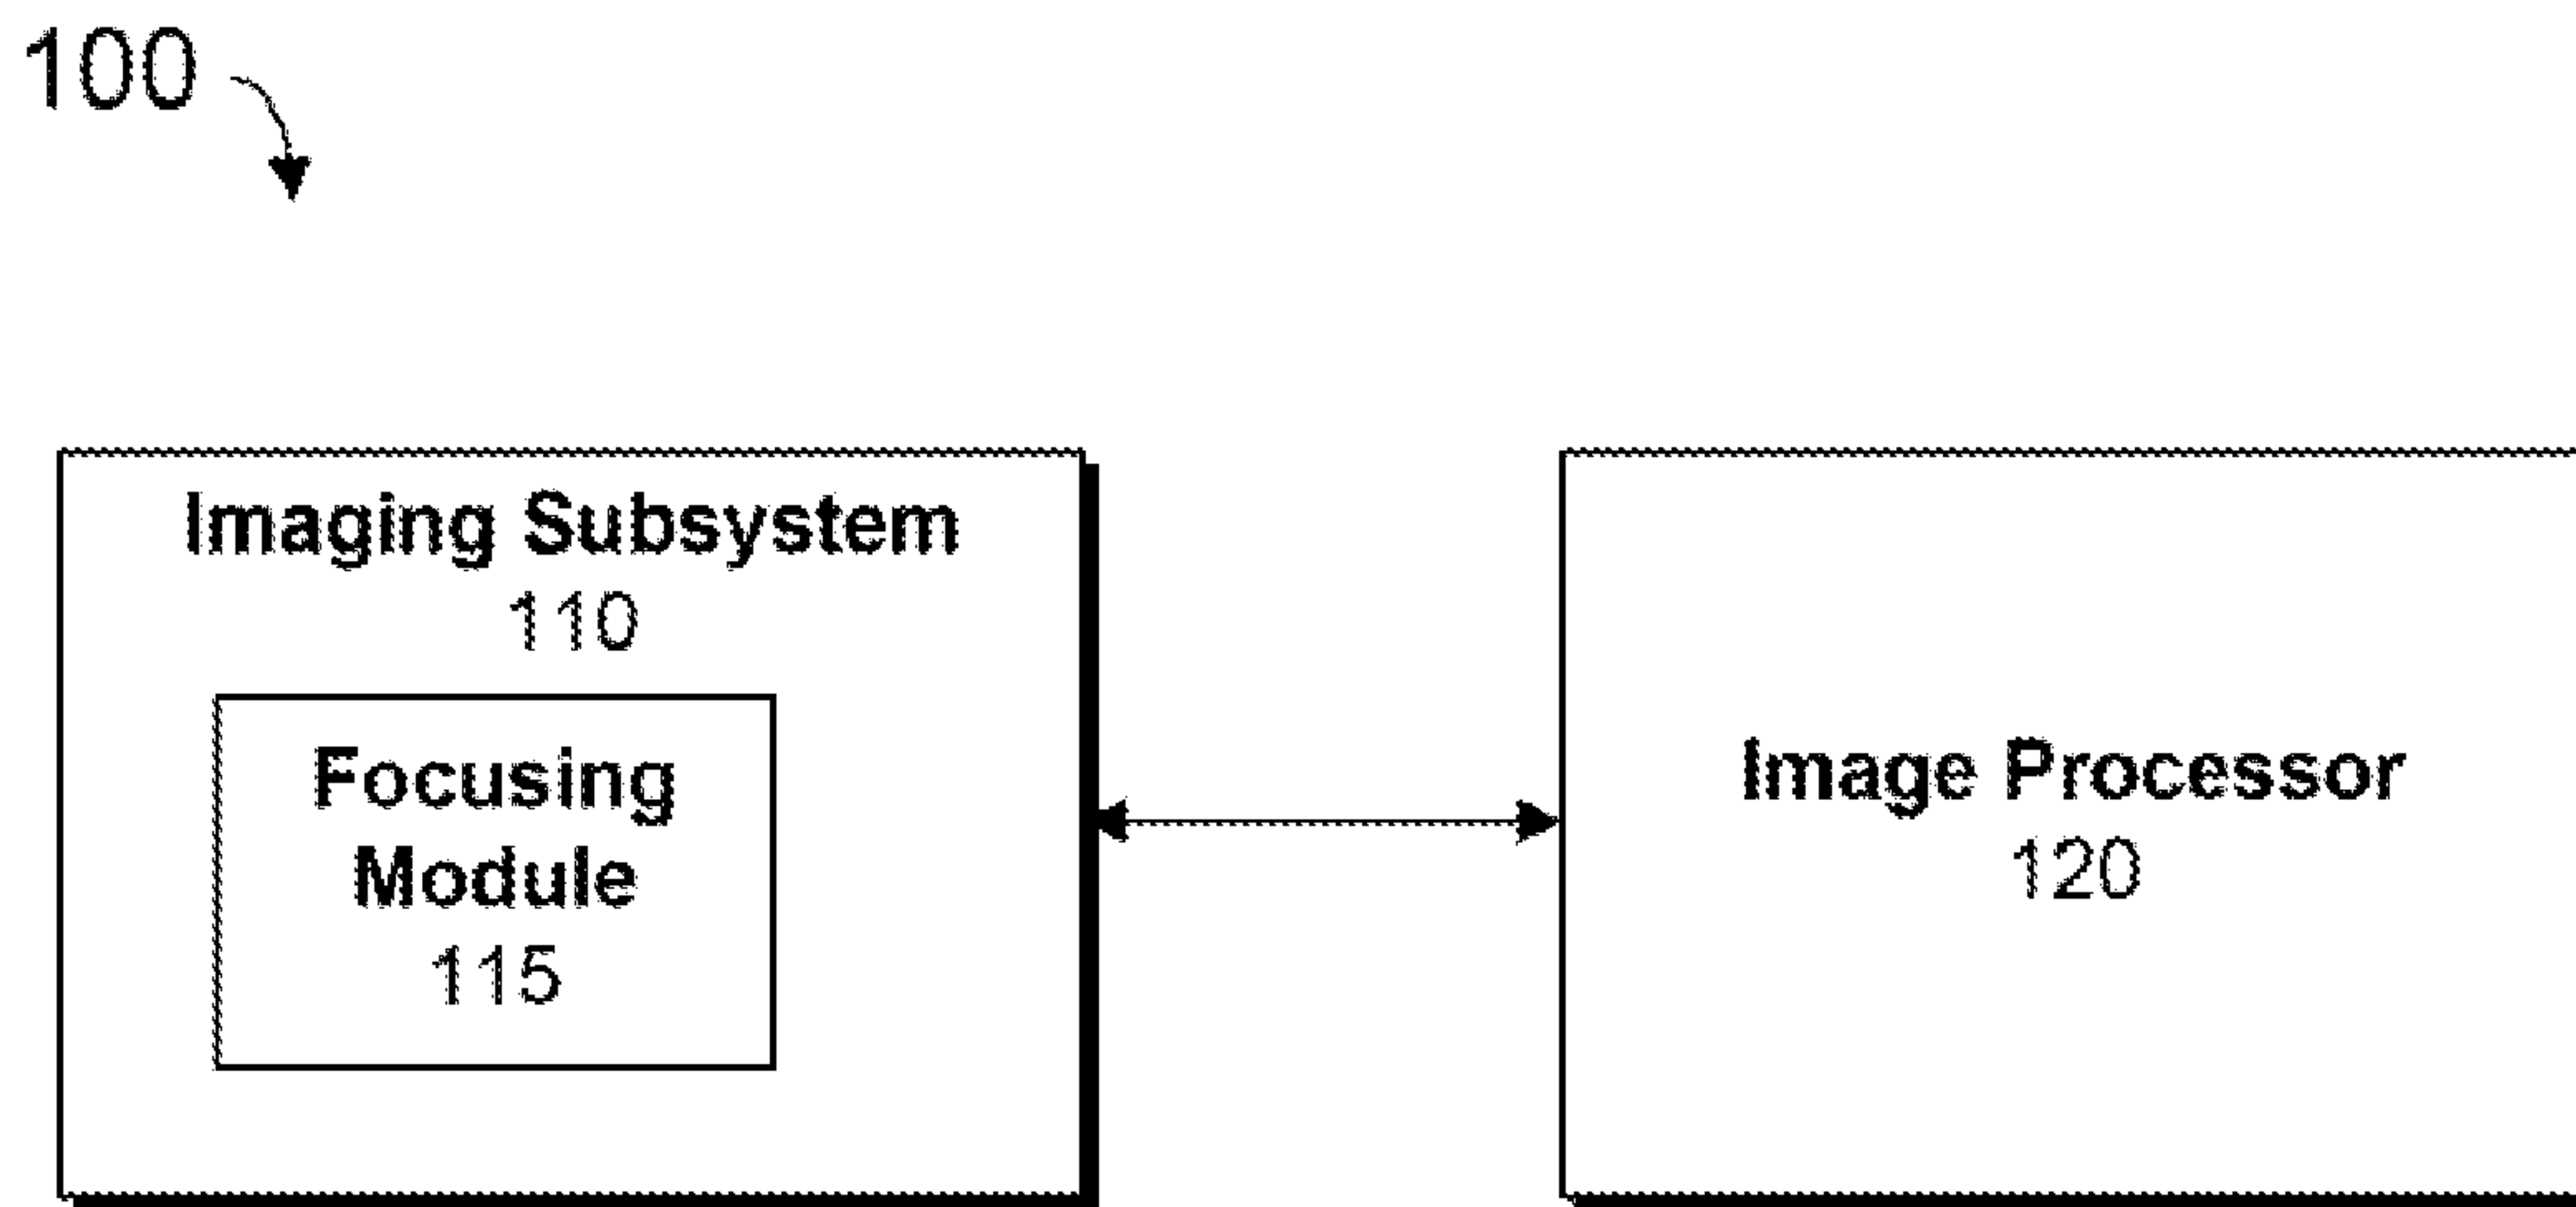 100
Imaging Subsystem
110
Focusing
Module
115
Image Processor
120